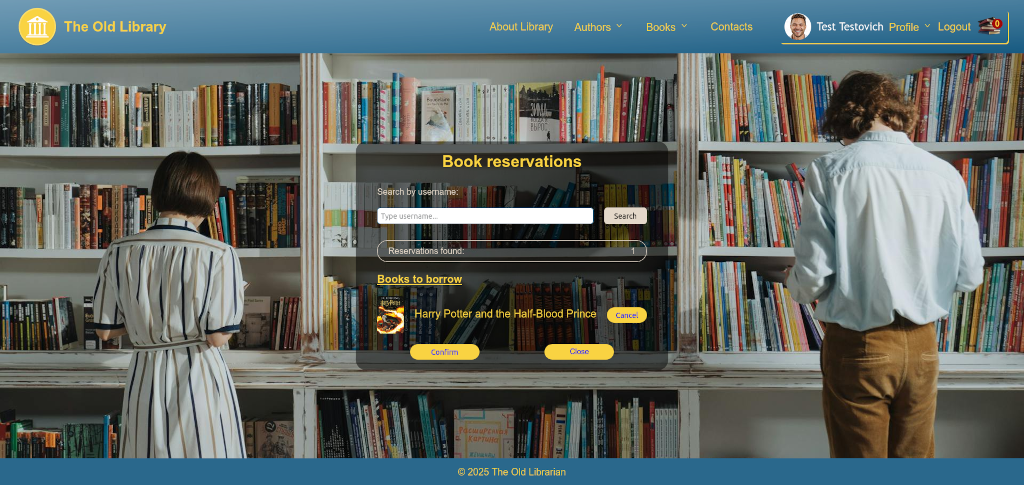 The Old Library
About Library
Authors
Books
Contacts
Test Testovich
Profile
Logout
0
Book reservations
Search by username:
Type username...
Search
Reservations found: 1
Books to borrow
Harry Potter and the Half-Blood Prince
Cancel
Confirm
Close
© 2025 The Old Librarian